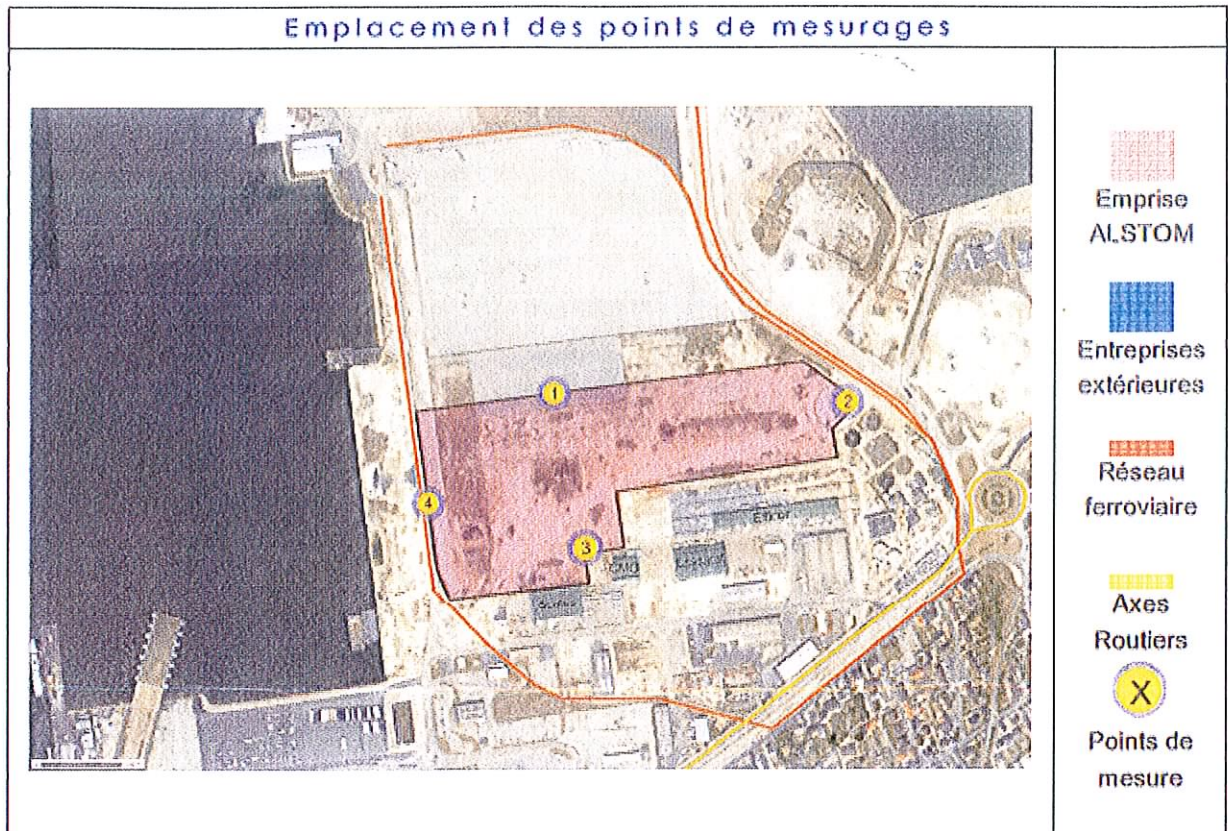 Emplacement des points de mesurages
1
2
3
4
CMO
Emprise
ALSTOM
Entreprises
extérieures
Réseau
ferroviaire
Axes
Routiers
X
Points de
mesure